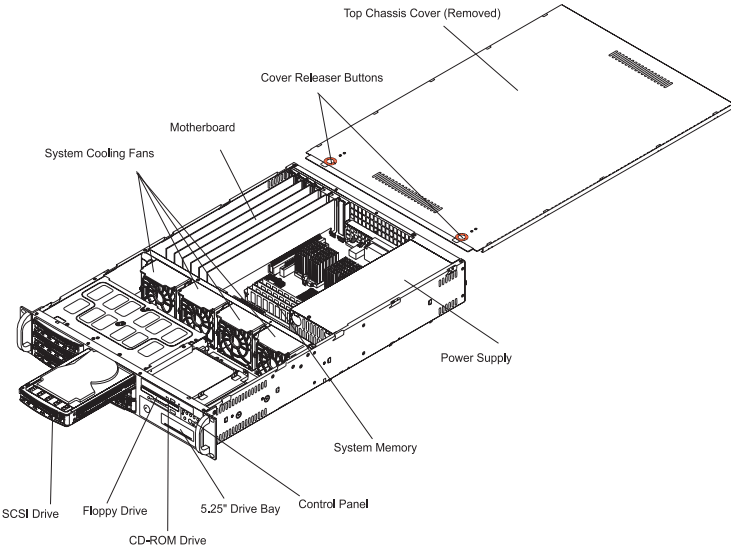 Top Chassis Cover (Removed)
Cover Releaser Buttons
Motherboard
System Cooling Fans
Power Supply
System Memory
Control Panel
5.25" Drive Bay
Floppy Drive
SCSI Drive
CD-ROM Drive